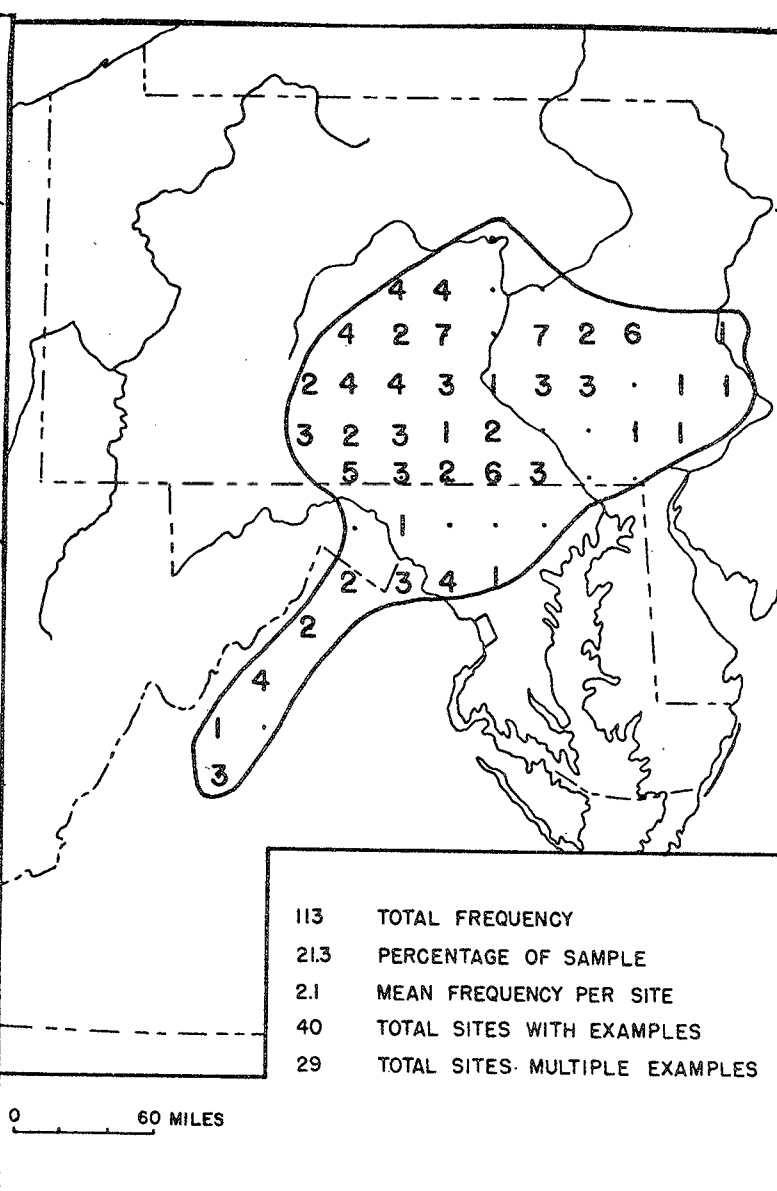 4 4 .
4 2 7 . 7 2 6 1
2 4 4 3 1 3 3 . 1 1
3 2 3 1 2 . . 1 1
5 3 2 6 3 . .
. 1 . . .
2 3 4 1
2
4
1 .
3
113 TOTAL FREQUENCY
21.3 PERCENTAGE OF SAMPLE
2.1 MEAN FREQUENCY PER SITE
40 TOTAL SITES WITH EXAMPLES
29 TOTAL SITES MULTIPLE EXAMPLES
0 60 MILES